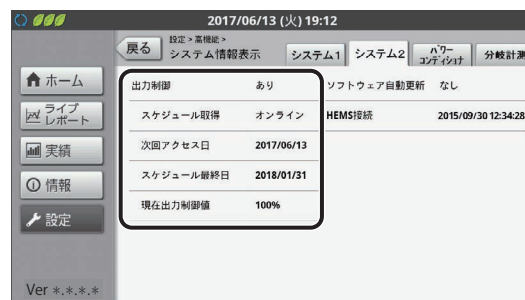 2017/06/13 (火) 19:12
戻る
設定 > 高機能 >
システム情報表示
システム1
システム2
パワー
コンディショナ
分岐計測
ホーム
ライブ
レポート
実績
情報
設定
Ver *.*.*.*
出力制御 あり
スケジュール取得 オンライン
次回アクセス日 2017/06/13
スケジュール最終日 2018/01/31
現在出力制御値 100%
ソフトウェア自動更新 なし
HEMS接続 2015/09/30 12:34:28